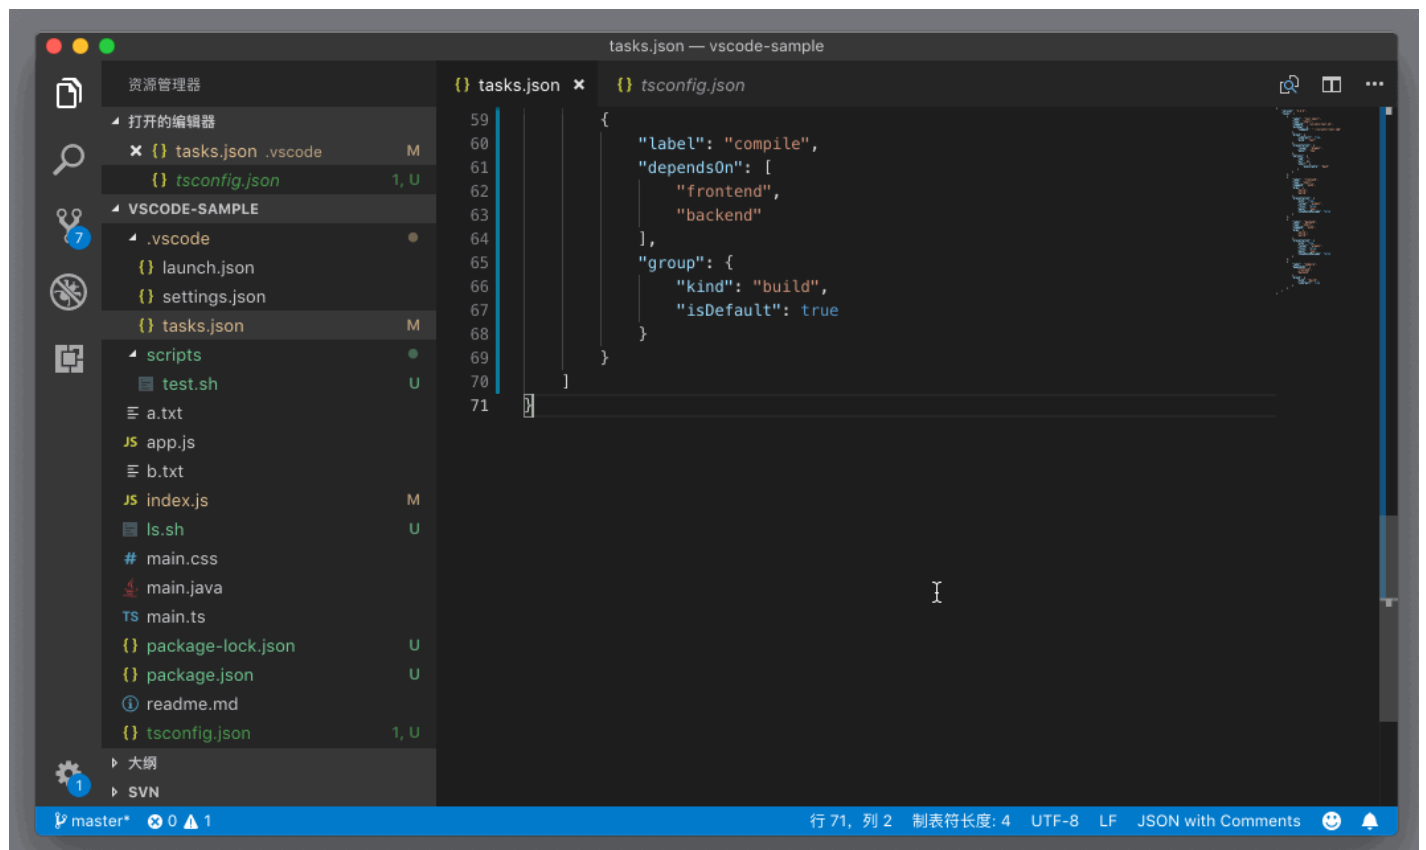 tasks.json — vscode-sample
资源管理器
打开的编辑器
{} tasks.json .vscode M
{} tsconfig.json 1, U
VSCODE-SAMPLE
.vscode
{} launch.json
{} settings.json
{} tasks.json M
scripts
test.sh U
a.txt
JS app.js
b.txt
JS index.js M
ls.sh U
# main.css
main.java
TS main.ts
{} package-lock.json U
{} package.json U
readme.md
{} tsconfig.json 1, U
大纲
SVN
7
1
{} tasks.json
{} tsconfig.json
59 {
60 "label": "compile",
61 "dependsOn": [
62 "frontend",
63 "backend"
64 ],
65 "group": {
66 "kind": "build",
67 "isDefault": true
68 }
69 }
70 ]
71 }
master* 0 1 行 71，列 2 制表符长度: 4 UTF-8 LF JSON with Comments